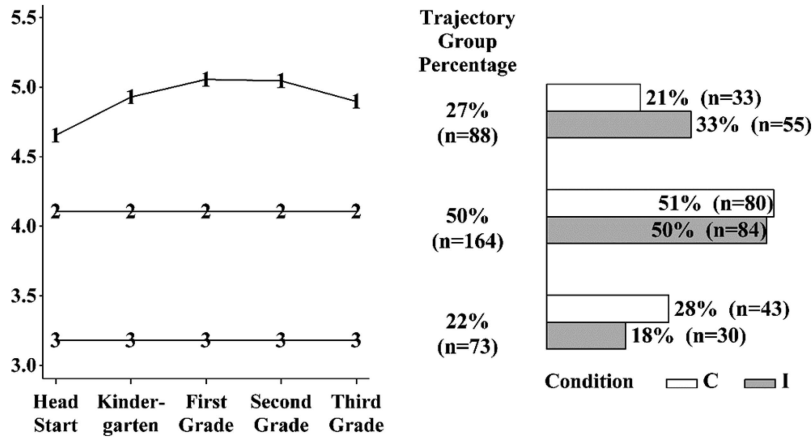 5.5
5.0
4.5
4.0
3.5
3.0
1 1 1 1 1
2 2 2 2 2
3 3 3 3 3
Head Start
Kinder- garten
First Grade
Second Grade
Third Grade
Trajectory
Group
Percentage
27%
(n=88)
50%
(n=164)
22%
(n=73)
21% (n=33)
33% (n=55)
51% (n=80)
50% (n=84)
28% (n=43)
18% (n=30)
Condition C I